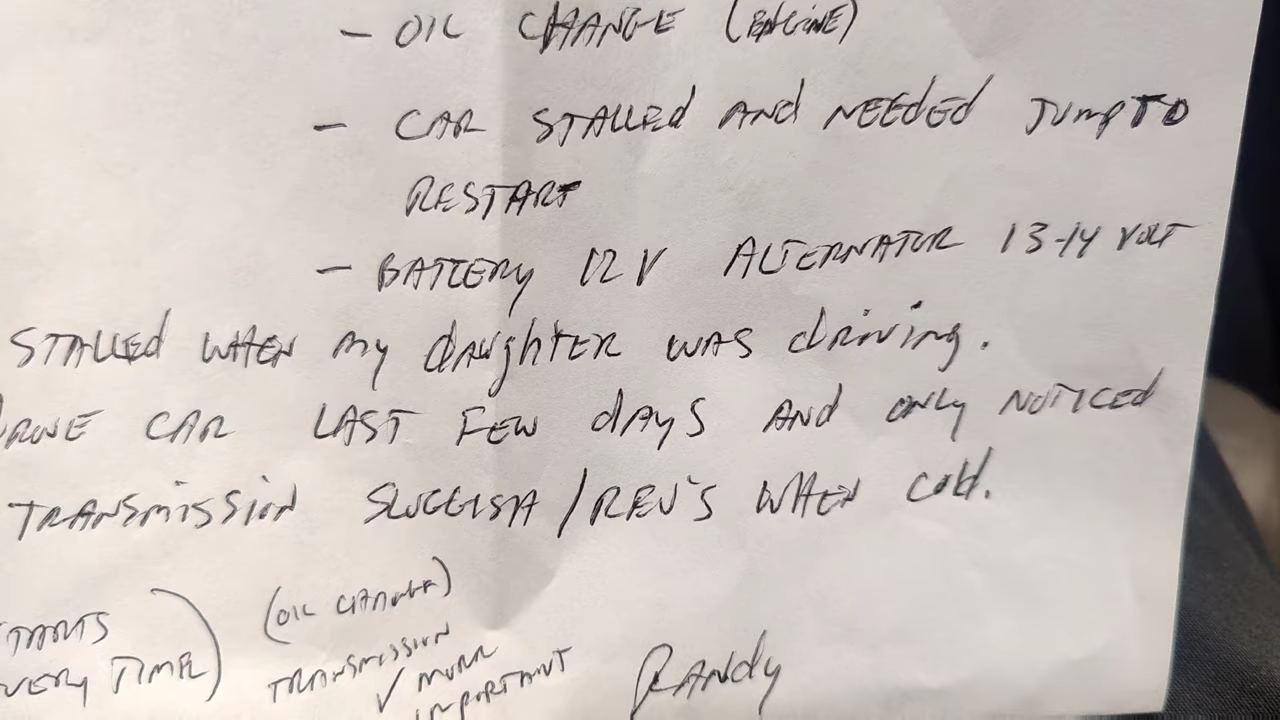 - OIL CHANGE (ENGINE)
- CAR STALLED AND NEEDED JUMP TO
RESTART
- BATTERY 12 V ALTERNATOR 13-14 VOLT
STALLED WHEN my dAUGHTER WAS driving.
CAR LAST FEW dAYS AND ONLY NOTICED
TRANSMISSION SLUGGISH/REV'S WHEN COLD.
(OIL CHANGE)
TIME)
TRANSMISSION
✓ MORE
IMPORTANT
RANdy